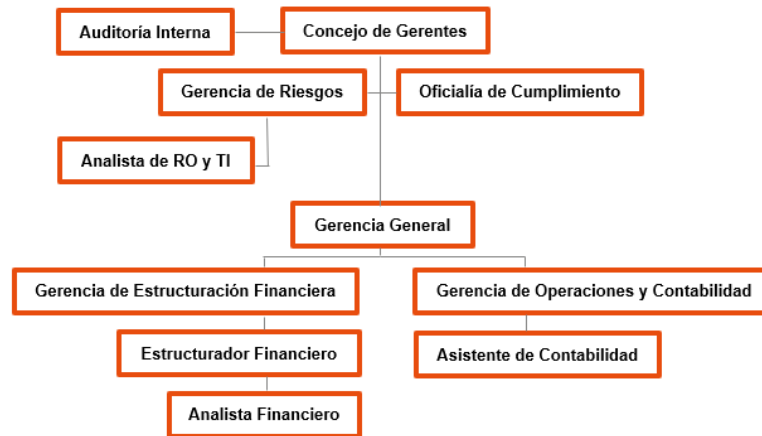 Auditoría Interna
Concejo de Gerentes
Gerencia de Riesgos
Oficialía de Cumplimiento
Analista de RO y TI
Gerencia General
Gerencia de Estructuración Financiera
Gerencia de Operaciones y Contabilidad
Estructurador Financiero
Asistente de Contabilidad
Analista Financiero